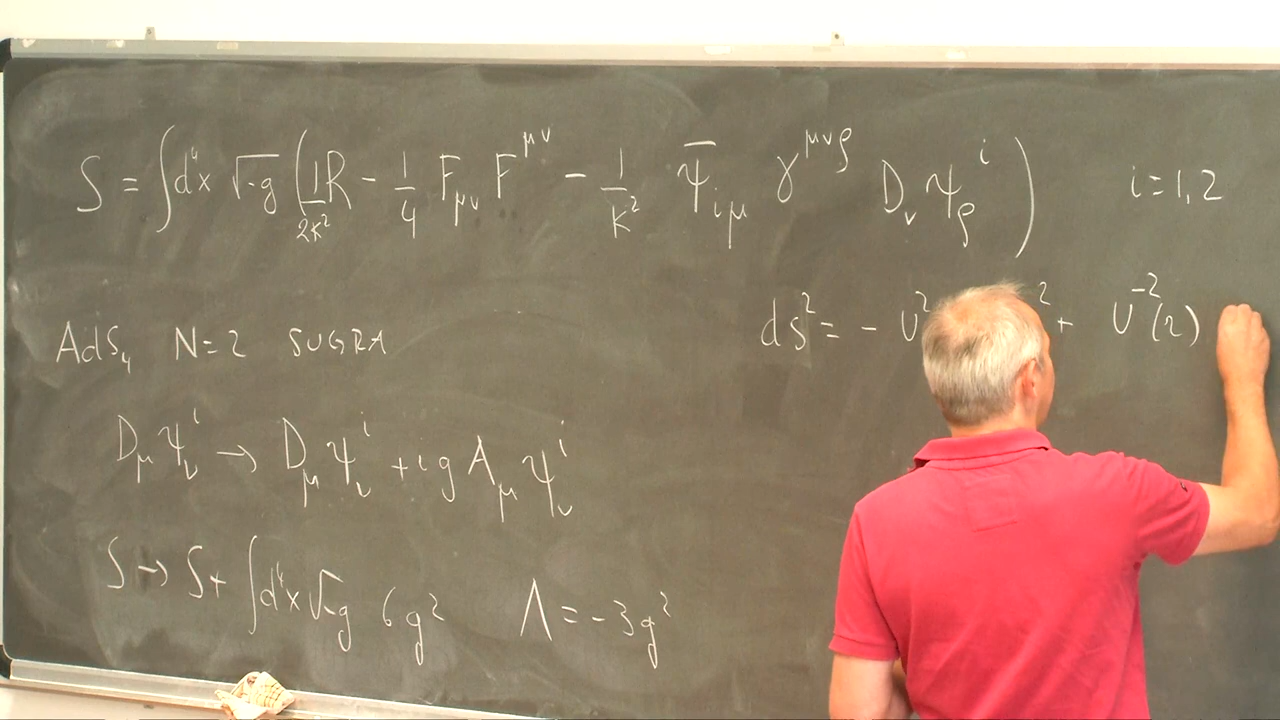 S = ∫d⁴x √-g ( 1/2κ² R - 1/4 F_μν F^μν - 1/κ² ψ̄_iμ γ^μνρ D_ν ψ_ρ^i ) i=1,2
ds² = - U² ² + U⁻²(r)
AdS₄ N=2 SUGRA
D_μ ψ_ν^i → D_μ ψ_ν^i + i g A_μ ψ_ν^i
S → S + ∫d⁴x √-g 6g² Λ = -3g²